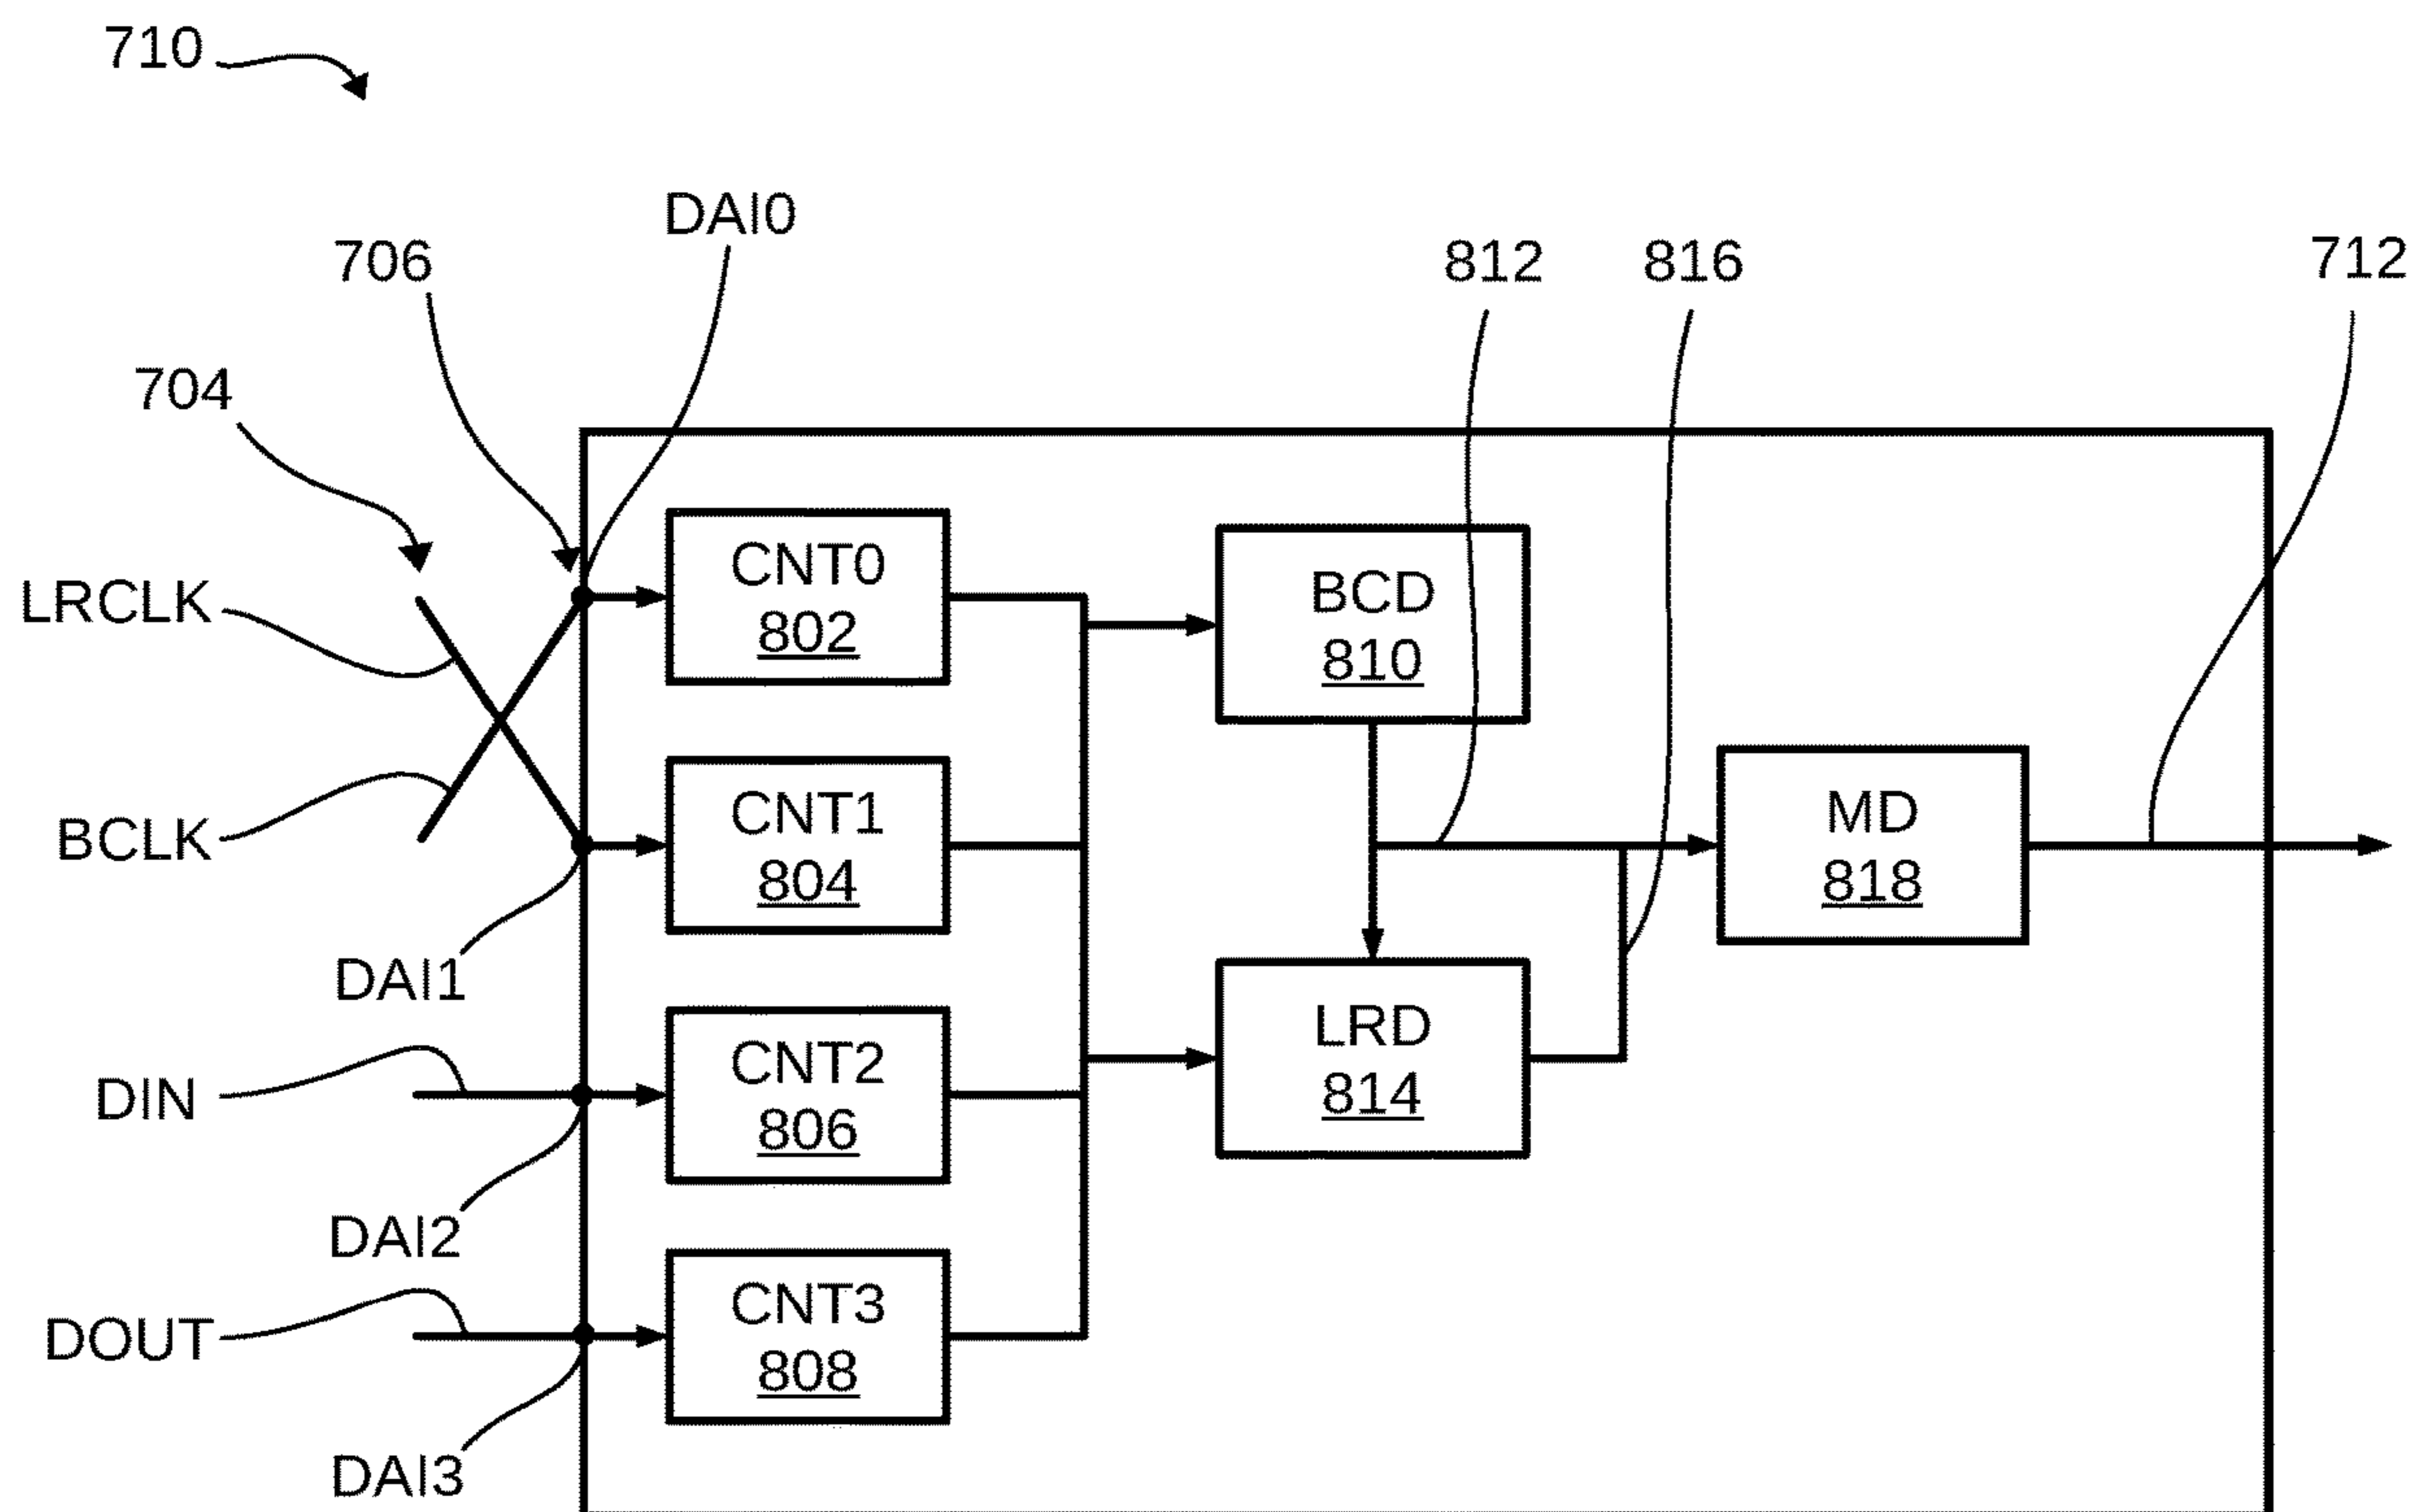 710
DAI0
706
812
816
712
704
LRCLK
BCLK
DAI1
DIN
DAI2
DOUT
DAI3
CNT0
802
CNT1
804
CNT2
806
CNT3
808
BCD
810
LRD
814
MD
818